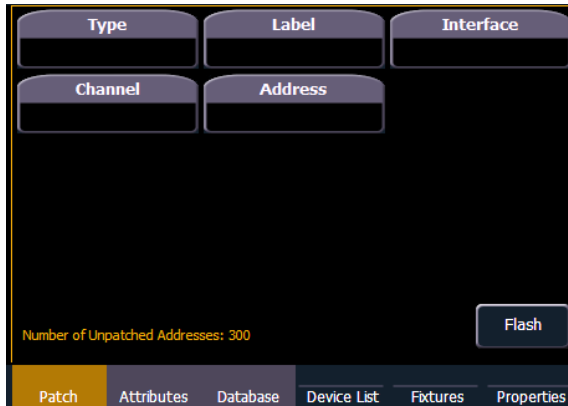 Type Label Interface
Channel Address
Number of Unpatched Addresses: 300
Flash
Patch Attributes Database Device List Fixtures Properties